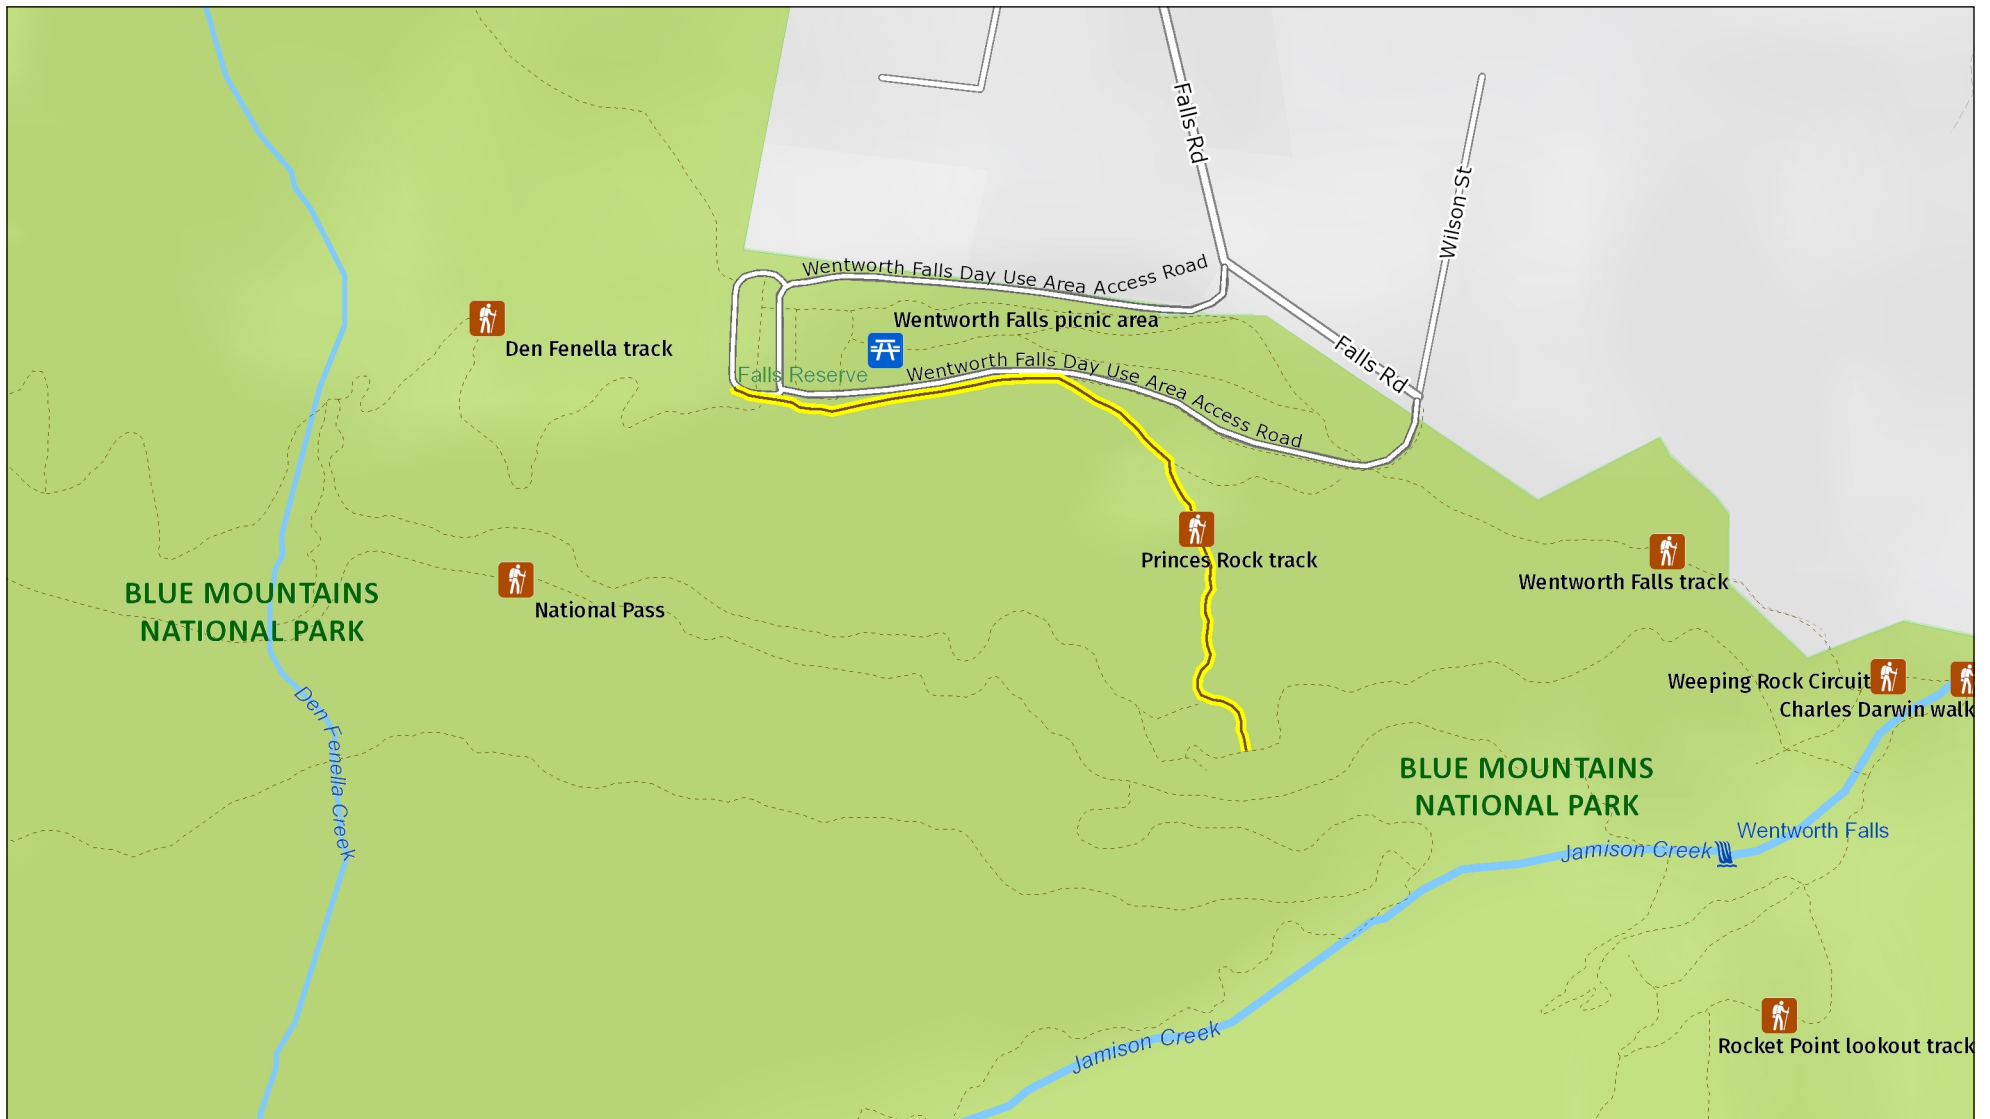 Falls Rd
Wilson St
Wentworth Falls Day Use Area Access Road
Wentworth Falls picnic area
Den Fenella track
Falls Reserve
Wentworth Falls Day Use Area Access Road
Falls Rd
Princes Rock track
Wentworth Falls track
BLUE MOUNTAINS
NATIONAL PARK
National Pass
Weeping Rock Circuit
Charles Darwin walk
Den Fenella Creek
BLUE MOUNTAINS
NATIONAL PARK
Wentworth Falls
Jamison Creek
Jamison Creek
Rocket Point lookout track